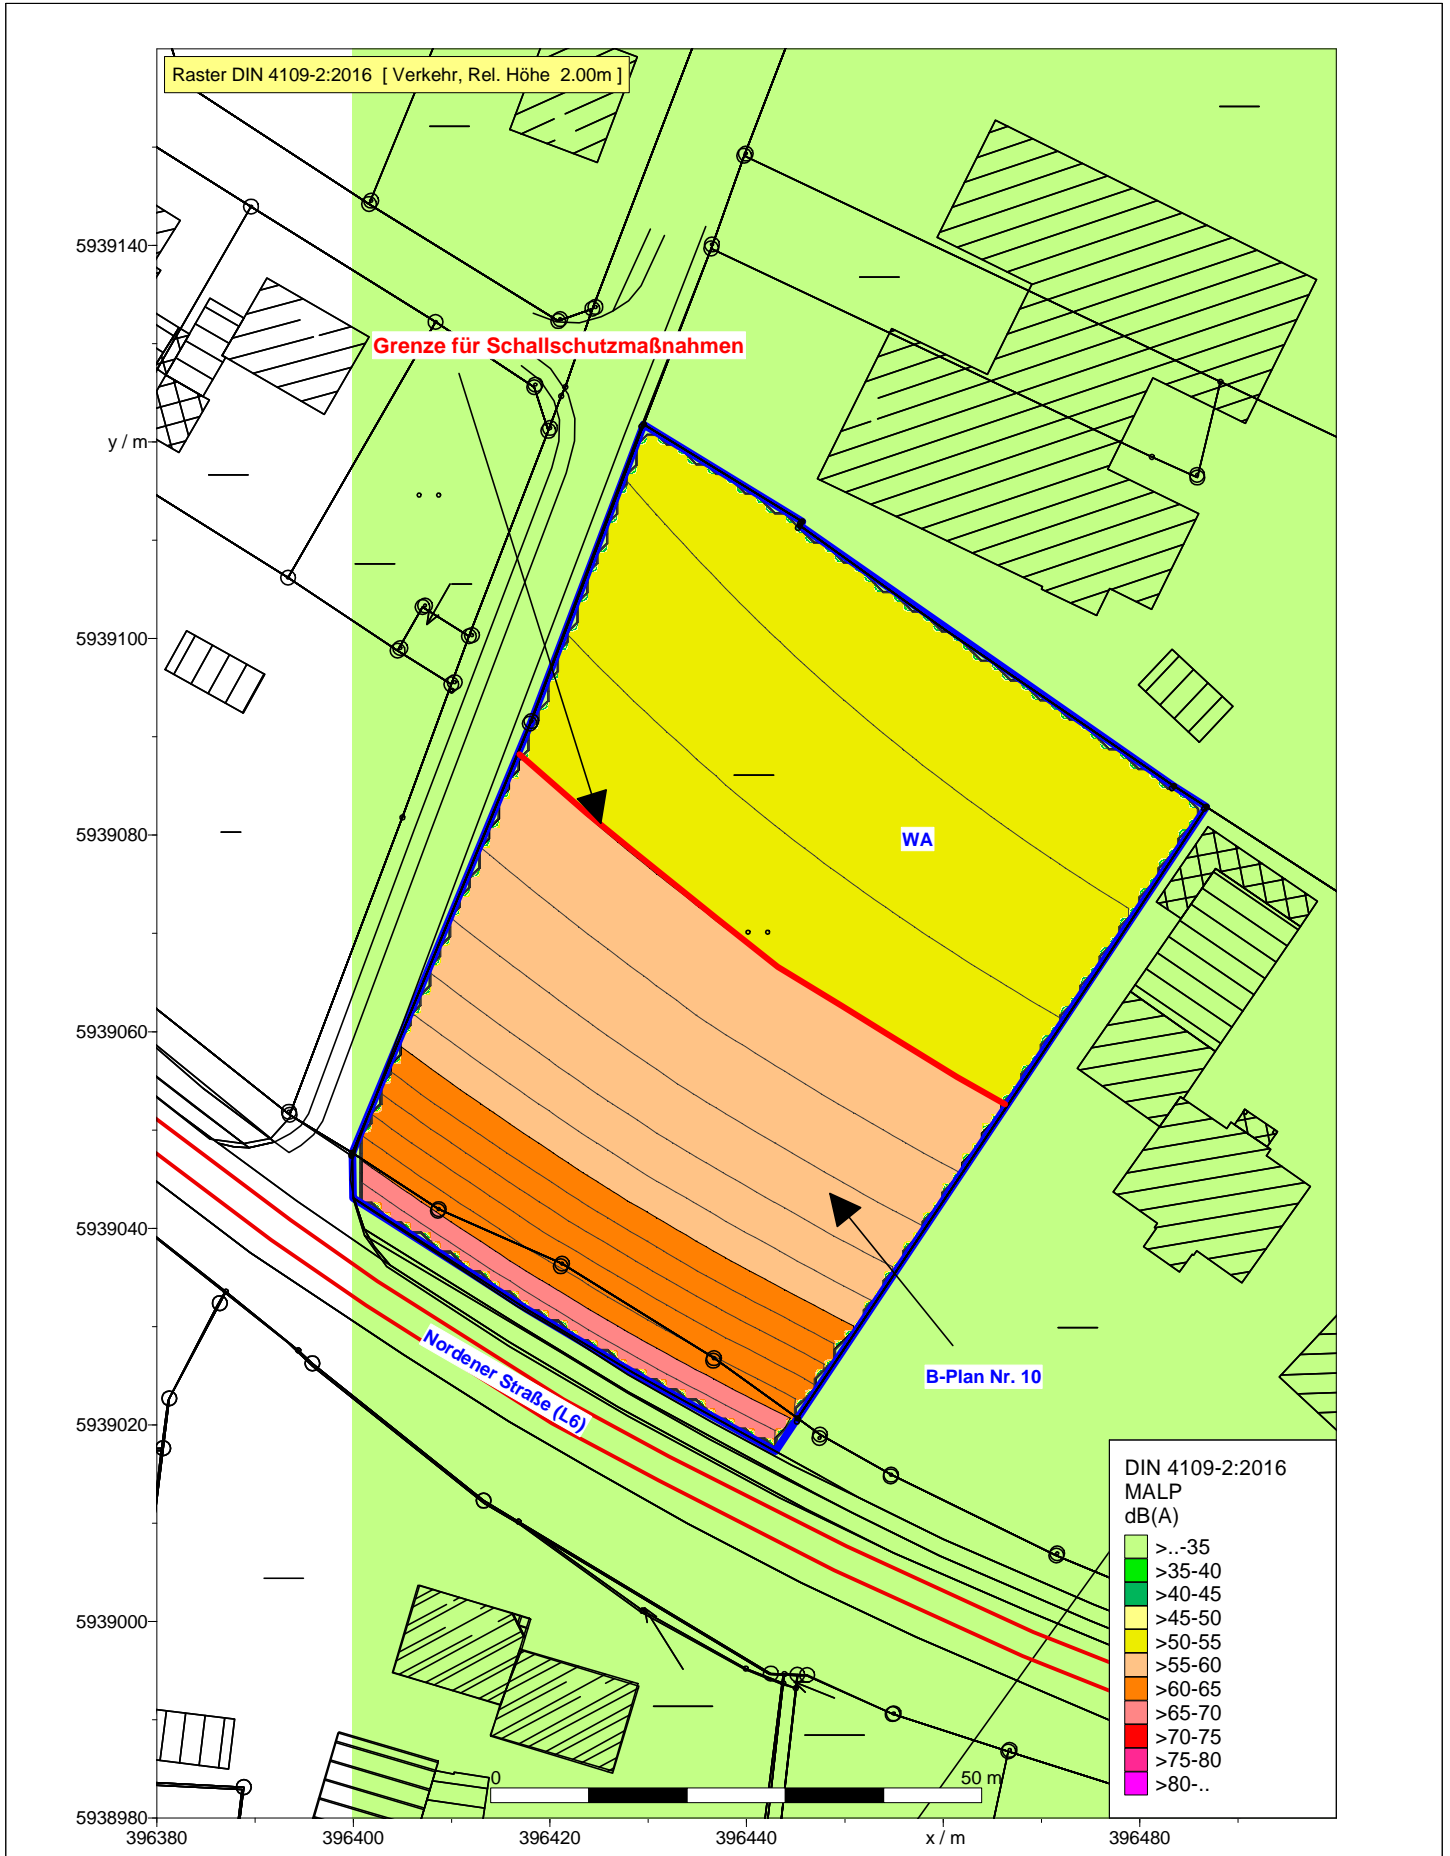 Raster DIN 4109-2:2016 [ Verkehr, Rel. Höhe 2.00m ]
5939140
Grenze für Schallschutzmaßnahmen
y / m
5939100
5939080
WA
5939060
5939040
Nordener Straße (L6)
B-Plan Nr. 10
5939020
DIN 4109-2:2016
MALP
dB(A)
>..-35
>35-40
>40-45
>45-50
>50-55
>55-60
>60-65
>65-70
>70-75
>75-80
>80-..
5939000
0 50 m
5938980
396380 396400 396420 396440 x / m 396480